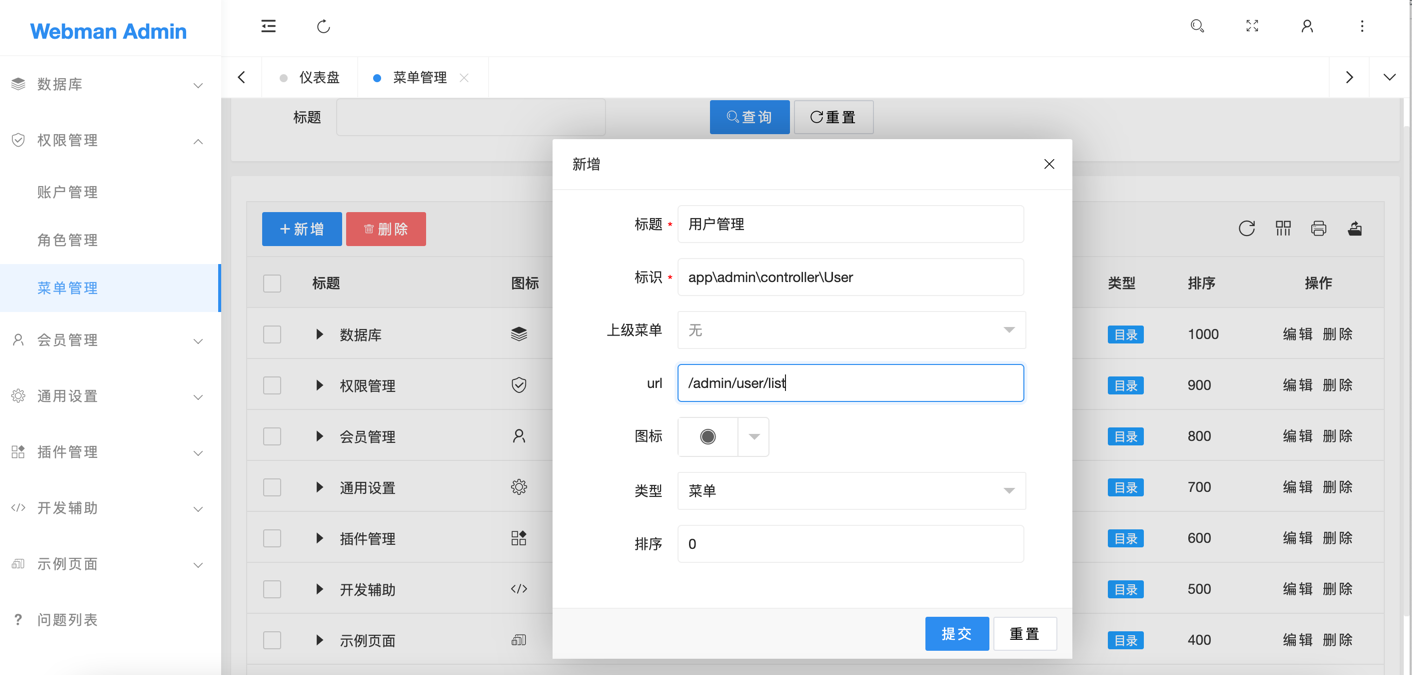 Webman Admin
数据库
权限管理
账户管理
角色管理
菜单管理
会员管理
通用设置
插件管理
开发辅助
示例页面
? 问题列表
仪表盘
菜单管理
标题
查询
重置
+新增
删除
标题 图标 类型 排序 操作
数据库 目录 1000 编辑 删除
权限管理 目录 900 编辑 删除
会员管理 目录 800 编辑 删除
通用设置 目录 700 编辑 删除
插件管理 目录 600 编辑 删除
开发辅助 目录 500 编辑 删除
示例页面 目录 400 编辑 删除
新增
标题 * 用户管理
标识 * app\admin\controller\User
上级菜单 无
url /admin/user/list
图标
类型 菜单
排序 0
提交 重置